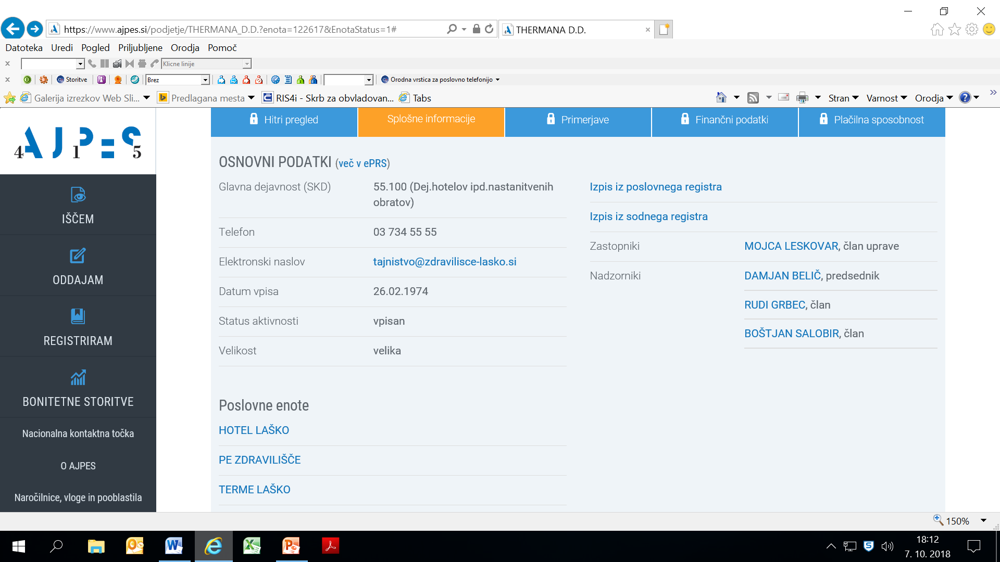 https://www.ajpes.si/podjetje/THERMANA_D.D.?enota=122617&EnotaStatus=1#
THERMANA D.D.
Datoteka Uredi Pogled Priljubljene Orodja Pomoč
x Klicne linije
x Storitve Brez Orodna vrstica za poslovno telefonijo
Galerija izrezkov Web Sli... Predlagana mesta RIS4i - Skrb za obvladovan... Tabs Stran Varnost Orodja
AJPES
4 1 5
IŠČEM
ODDAJAM
REGISTRIRAM
BONITETNE STORITVE
Nacionalna kontaktna točka
O AJPES
Naročilnice, vloge in pooblastila
Hitri pregled Splošne informacije Primerjave Finančni podatki Plačilna sposobnost
OSNOVNI PODATKI (več v ePRS)
Glavna dejavnost (SKD) 55.100 (Dej.hotelov ipd.nastanitvenih
obratov)
Telefon 03 734 55 55
Elektronski naslov tajnistvo@zdravilisce-lasko.si
Datum vpisa 26.02.1974
Status aktivnosti vpisan
Velikost velika
Izpis iz poslovnega registra
Izpis iz sodnega registra
Zastopniki MOJCA LESKOVAR, član uprave
Nadzorniki DAMJAN BELIČ, predsednik
RUDI GRBEC, član
BOŠTJAN SALOBIR, član
Poslovne enote
HOTEL LAŠKO
PE ZDRAVILIŠČE
TERME LAŠKO
150%
18:12
7. 10. 2018